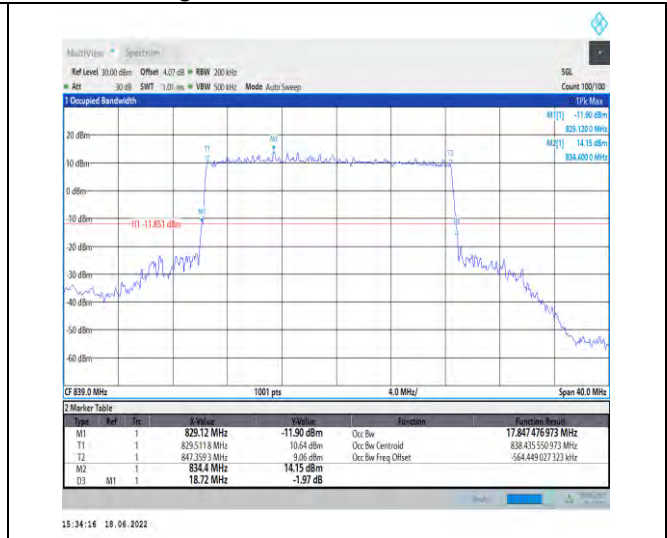 MultiView Spectrum
Ref Level 30.00 dBm Offset 4.07 dB RBW 200 kHz SGL
Att 30 dB SWT 1.01 ms VBW 500 kHz Mode Auto Sweep Count 100/100
1 Occupied Bandwidth 1Pk Max
M1[1] -11.90 dBm
829.120 0 MHz
M2[1] 14.15 dBm
834.400 0 MHz
20 dBm
T1 M2 T2
10 dBm
0 dBm
M1
-10 dBm
H1 -11.851 dBm
-20 dBm
-30 dBm
-40 dBm
-50 dBm
-60 dBm
CF 839.0 MHz 1001 pts 4.0 MHz/ Span 40.0 MHz
2 Marker Table
Type Ref Trc X-Value Y-Value Function Function Result
M1 1 829.12 MHz -11.90 dBm Occ Bw 17.847 476 973 MHz
T1 1 829.511 8 MHz 10.64 dBm Occ Bw Centroid 838.435 550 973 MHz
T2 1 847.359 3 MHz 9.06 dBm Occ Bw Freq Offset -564.449 027 323 kHz
M2 1 834.4 MHz 14.15 dBm
D3 M1 1 18.72 MHz -1.97 dB
15:34:16 18.06.2022